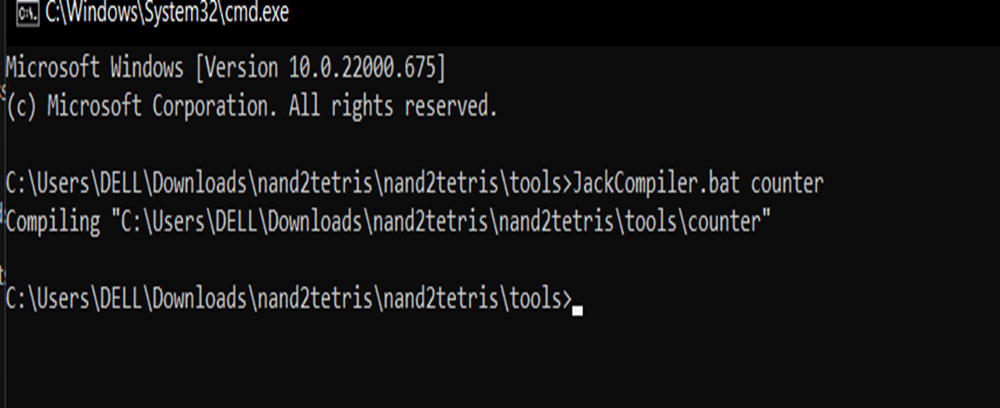 C:\Windows\System32\cmd.exe
Microsoft Windows [Version 10.0.22000.675]
(c) Microsoft Corporation. All rights reserved.
C:\Users\DELL\Downloads\nand2tetris\nand2tetris\tools>JackCompiler.bat counter
Compiling "C:\Users\DELL\Downloads\nand2tetris\nand2tetris\tools\counter"
C:\Users\DELL\Downloads\nand2tetris\nand2tetris\tools>